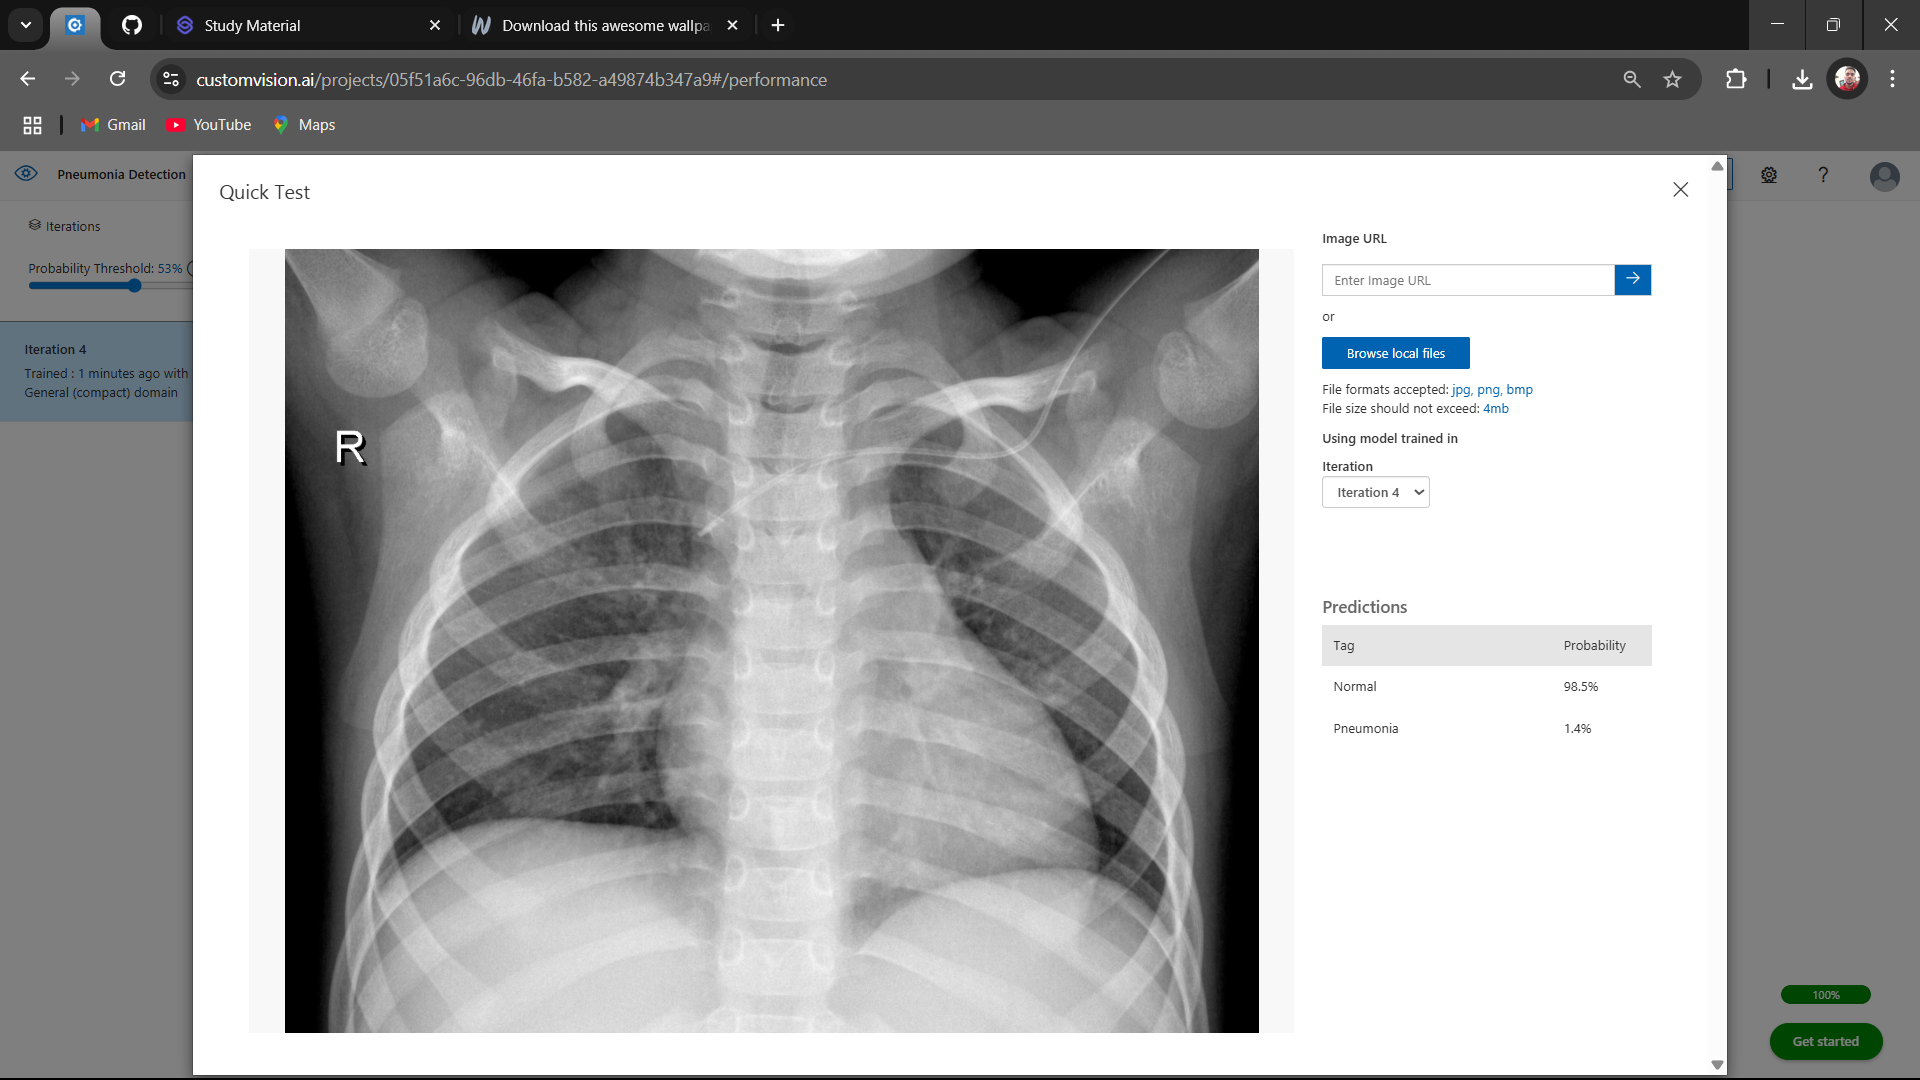 Study Material
Download this awesome wallpa
customvision.ai/projects/05f51a6c-96db-46fa-b582-a49874b347a9#/performance
Gmail
YouTube
Maps
Pneumonia Detection
Iterations
Probability Threshold: 53%
Iteration 4
Trained : 1 minutes ago with
General (compact) domain
Quick Test
R
Image URL
Enter Image URL
or
Browse local files
File formats accepted: jpg, png, bmp
File size should not exceed: 4mb
Using model trained in
Iteration
Iteration 4
Predictions
Tag Probability
Normal 98.5%
Pneumonia 1.4%
?
100%
Get started